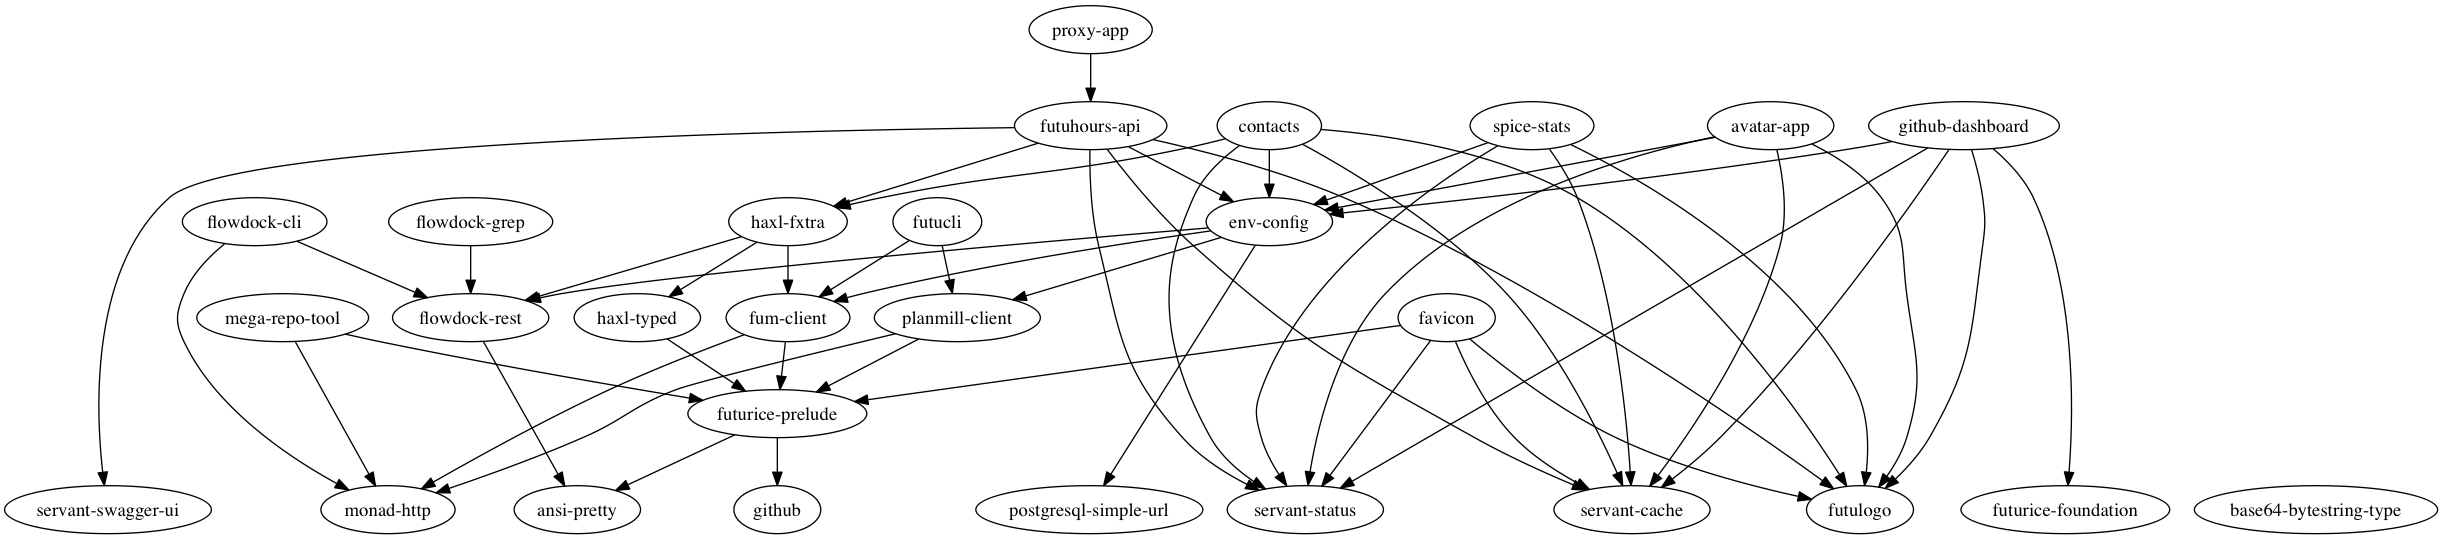 proxy-app
futuhours-api
contacts
spice-stats
avatar-app
github-dashboard
flowdock-cli
flowdock-grep
haxl-fxtra
futucli
env-config
mega-repo-tool
flowdock-rest
haxl-typed
fum-client
planmill-client
favicon
futurice-prelude
servant-swagger-ui
monad-http
ansi-pretty
github
postgresql-simple-url
servant-status
servant-cache
futulogo
futurice-foundation
base64-bytestring-type